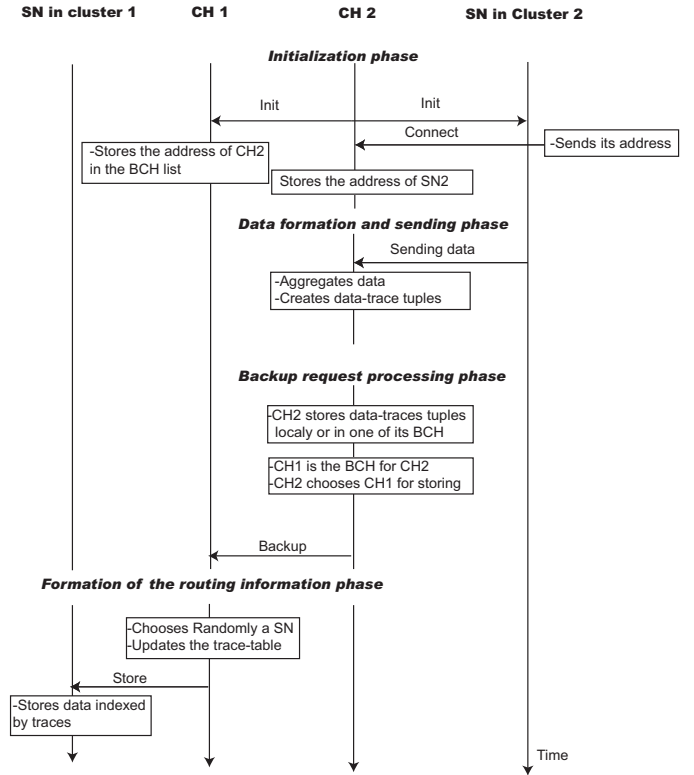 SN in cluster 1 CH 1 CH 2 SN in Cluster 2
Initialization phase
Init Init
Connect
-Sends its address
-Stores the address of CH2
in the BCH list
Stores the address of SN2
Data formation and sending phase
Sending data
-Aggregates data
-Creates data-trace tuples
Backup request processing phase
-CH2 stores data-traces tuples
localy or in one of its BCH
-CH1 is the BCH for CH2
-CH2 chooses CH1 for storing
Backup
Formation of the routing information phase
-Chooses Randomly a SN
-Updates the trace-table
Store
-Stores data indexed
by traces
Time